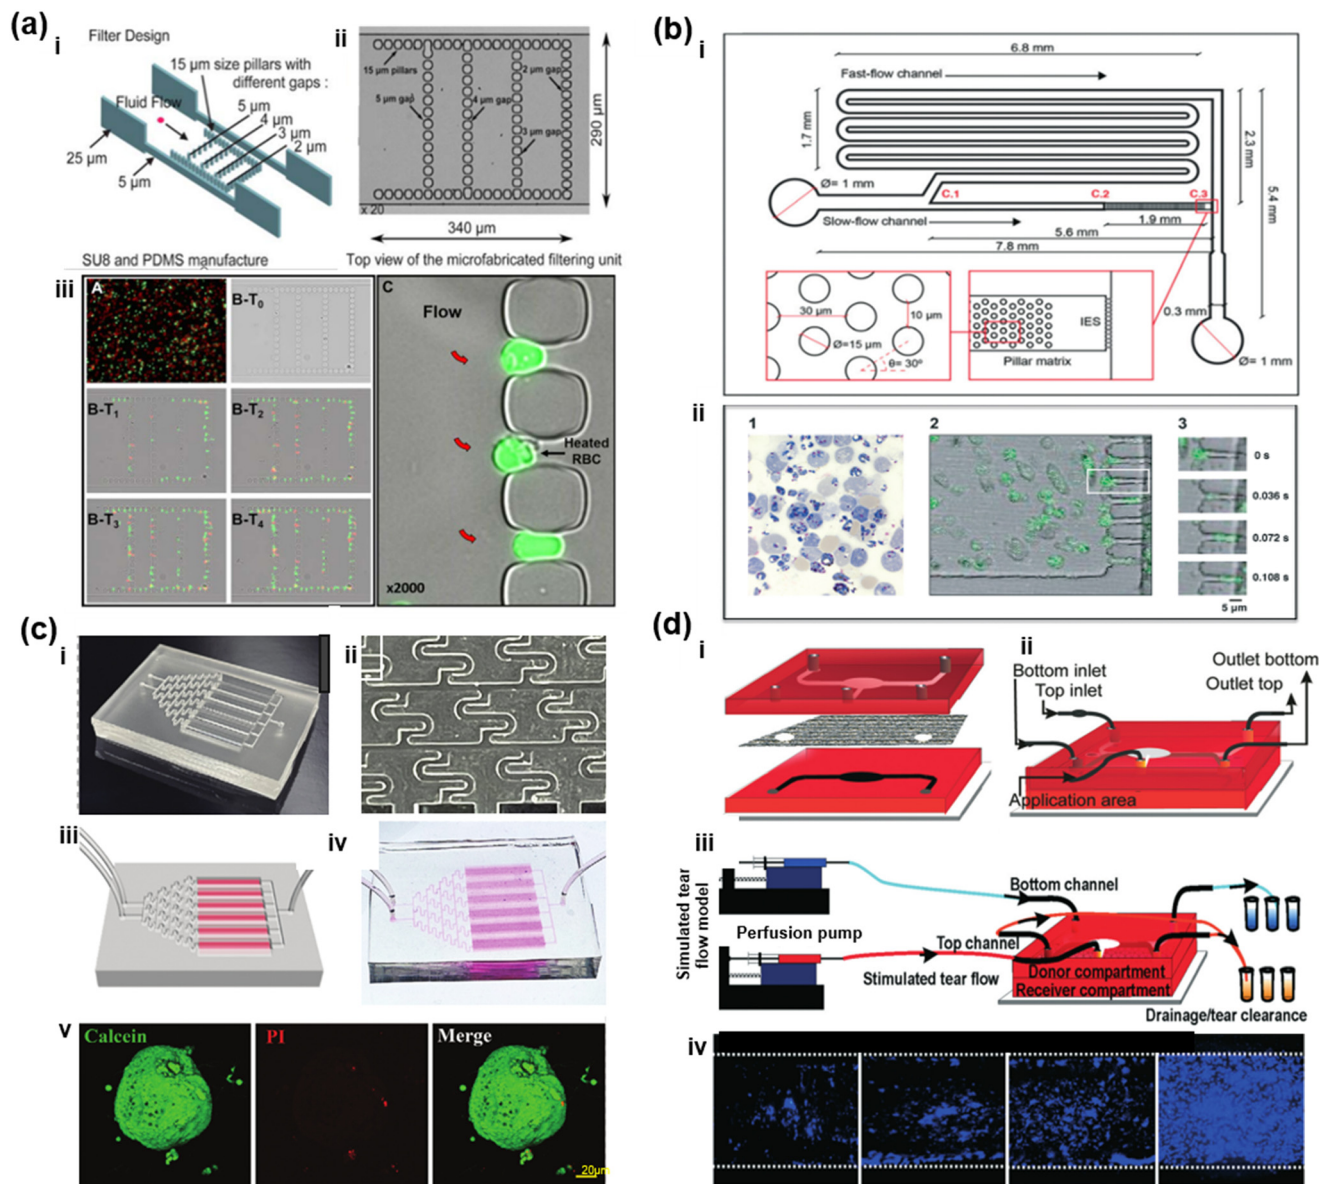 (a)
i
Filter Design
15 µm size pillars with
different gaps :
Fluid Flow
5 µm
4 µm
3 µm
2 µm
25 µm
5 µm
SU8 and PDMS manufacture
ii
15 µm pillars
2 µm gap
5 µm gap
4 µm gap
3 µm gap
x 20
290 µm
340 µm
Top view of the microfabricated filtering unit
iii
A
B-T0
B-T1
B-T2
B-T3
B-T4
C
Flow
Heated
RBC
x2000
(b)
i
6.8 mm
Fast-flow channel
1.7 mm
2.3 mm
5.4 mm
Ø= 1 mm
C.1
C.2
C.3
Slow-flow channel
1.9 mm
5.6 mm
7.8 mm
30 µm
10 µm
Ø=15 µm
θ= 30º
IES
Pillar matrix
0.3 mm
Ø= 1 mm
ii
1
2
3
0 s
0.036 s
0.072 s
0.108 s
5 µm
(c)
i
ii
iii
iv
v
Calcein
PI
Merge
20µm
(d)
i
ii
Bottom inlet
Top inlet
Outlet bottom
Outlet top
Application area
iii
Simulated tear
flow model
Perfusion pump
Bottom channel
Top channel
Stimulated tear flow
Donor compartment
Receiver compartment
Drainage/tear clearance
iv